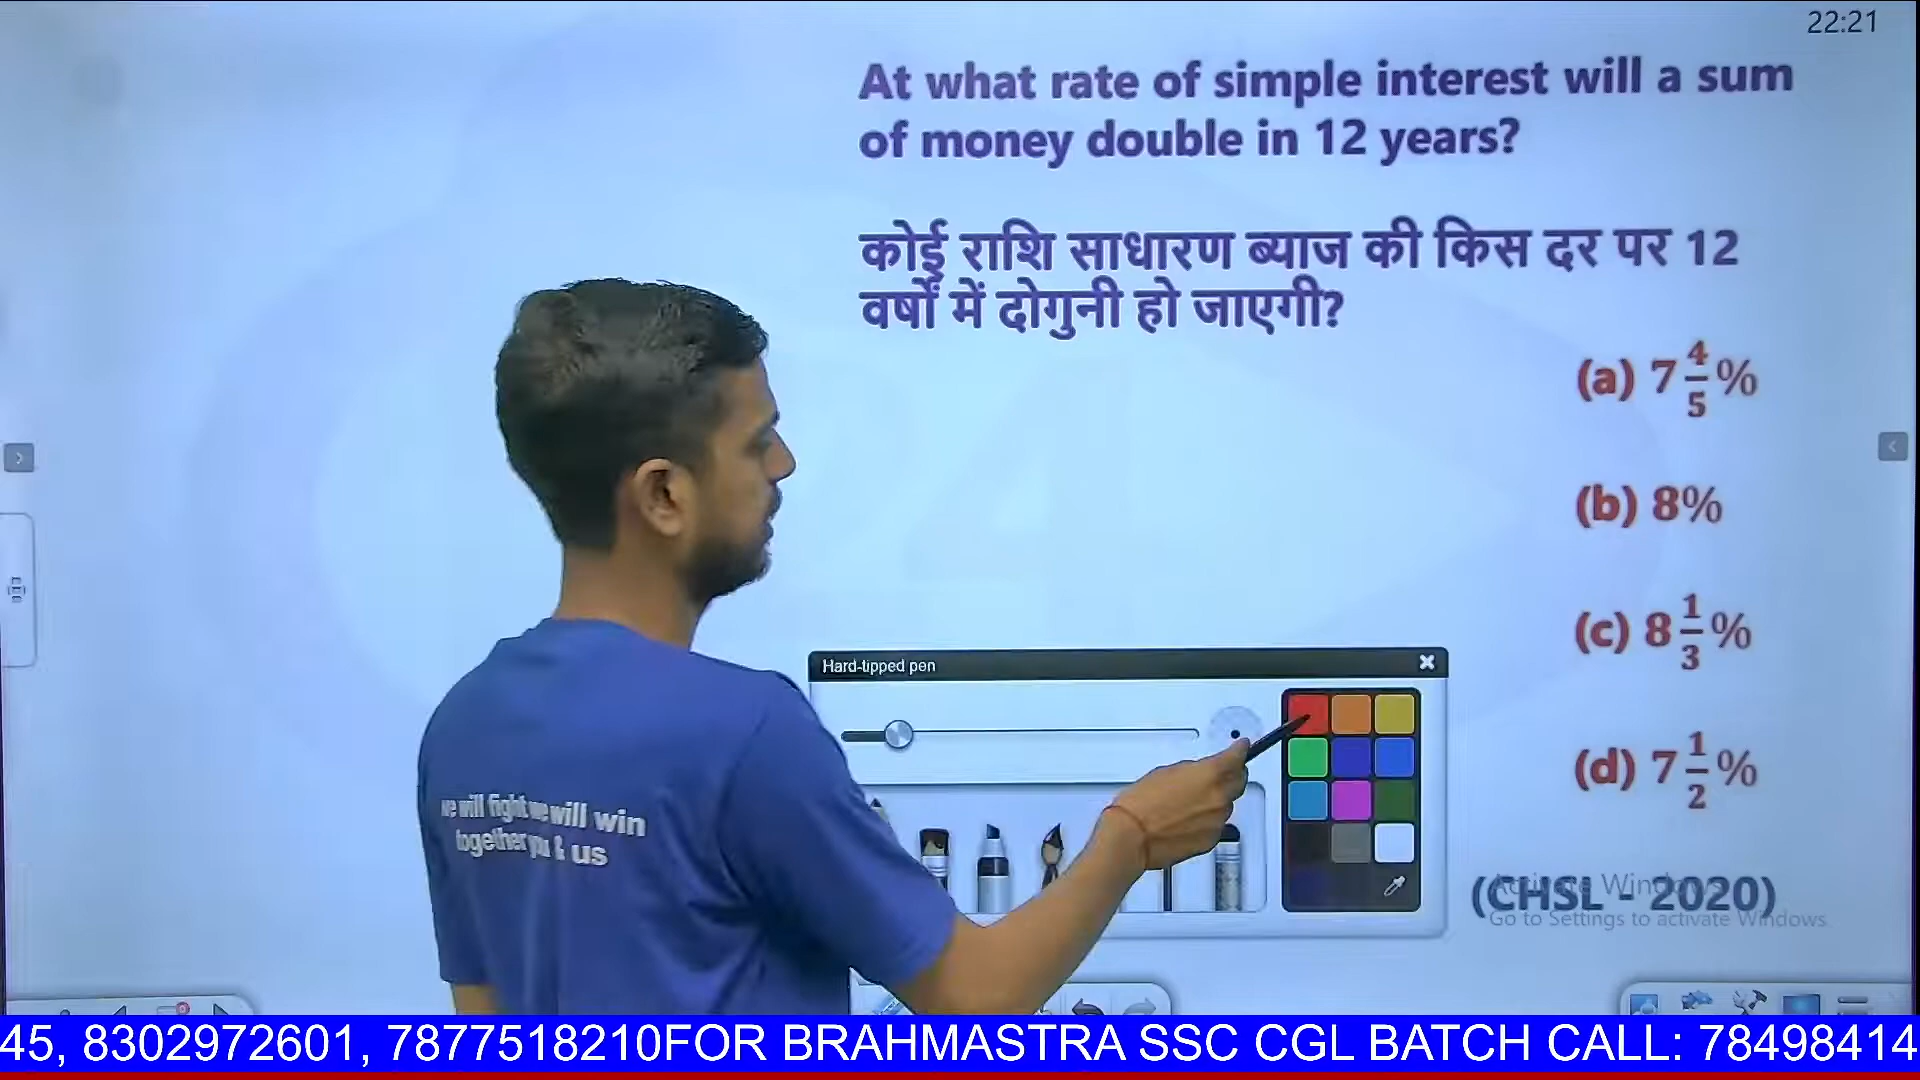 22:21
At what rate of simple interest will a sum
of money double in 12 years?
कोई राशि साधारण ब्याज की किस दर पर 12
वर्षों में दोगुनी हो जाएगी?
(a) 7 4/5 %
(b) 8%
(c) 8 1/3 %
(d) 7 1/2 %
Hard-tipped pen
we will fight we will win
together you & us
(CHSL - 2020)
Activate Windows
Go to Settings to activate Windows.
45, 8302972601, 7877518210FOR BRAHMASTRA SSC CGL BATCH CALL: 78498414